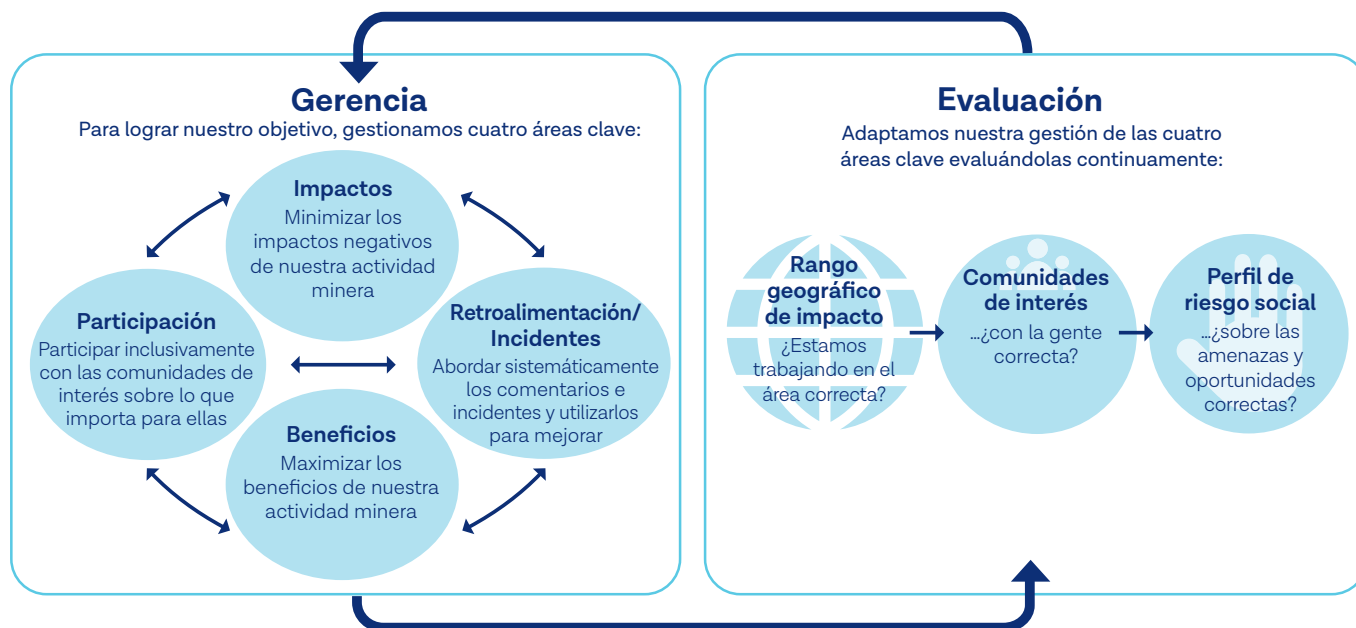 Gerencia
Para lograr nuestro objetivo, gestionamos cuatro áreas clave:
Impactos
Minimizar los
impactos negativos
de nuestra actividad
minera
Participación
Participar inclusivamente
con las comunidades de
interés sobre lo que
importa para ellas
Retroalimentación/
Incidentes
Abordar sistemáticamente
los comentarios e
incidentes y utilizarlos
para mejorar
Beneficios
Maximizar los
beneficios de nuestra
actividad minera
Evaluación
Adaptamos nuestra gestión de las cuatro
áreas clave evaluándolas continuamente:
Rango
geográfico
de impacto
¿Estamos
trabajando en el
área correcta?
Comunidades
de interés
...¿con la gente
correcta?
Perfil de
riesgo social
...¿sobre las
amenazas y
oportunidades
correctas?